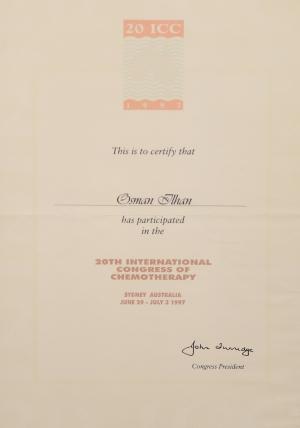 20 ICC
1997
This is to certify that
Osman Ilhan
has participated
in the
20TH INTERNATIONAL
CONGRESS OF
CHEMOTHERAPY
SYDNEY AUSTRALIA
JUNE 29 - JULY 3 1997
John
Congress President